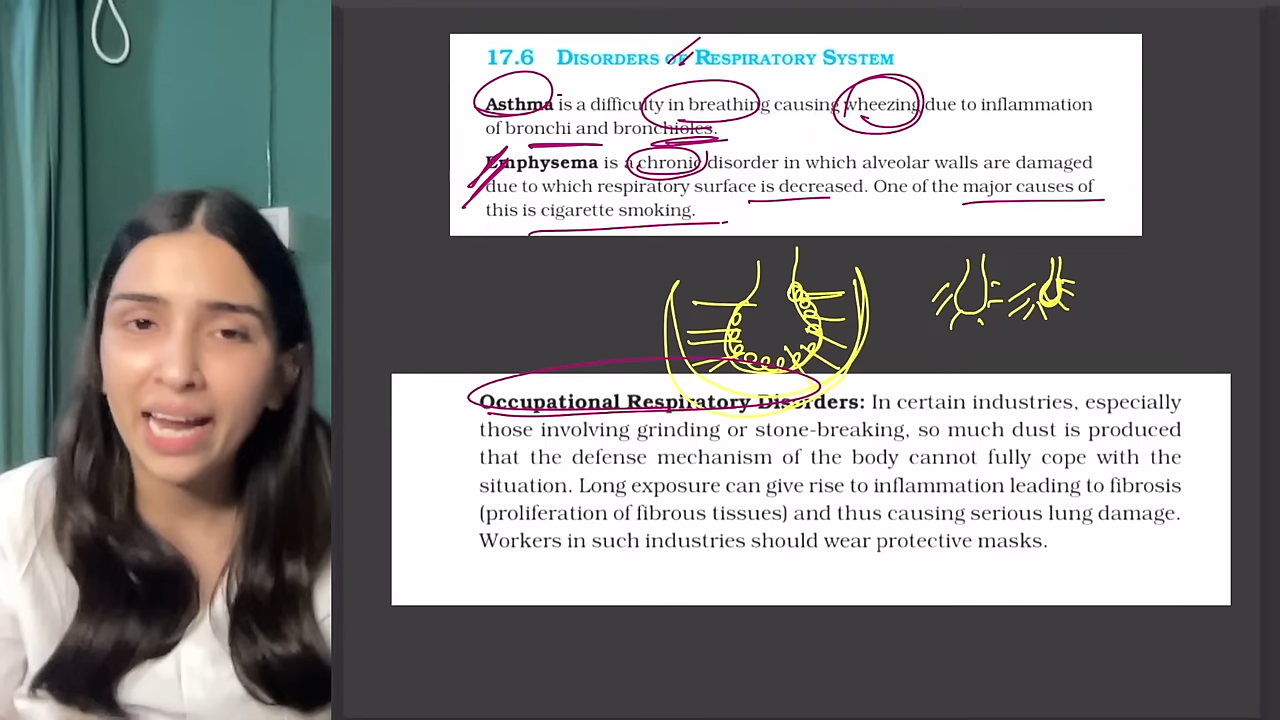 17.6 Disorders of Respiratory System
Asthma is a difficulty in breathing causing wheezing due to inflammation
of bronchi and bronchioles.
Emphysema is a chronic disorder in which alveolar walls are damaged
due to which respiratory surface is decreased. One of the major causes of
this is cigarette smoking.
Occupational Respiratory Disorders: In certain industries, especially
those involving grinding or stone-breaking, so much dust is produced
that the defense mechanism of the body cannot fully cope with the
situation. Long exposure can give rise to inflammation leading to fibrosis
(proliferation of fibrous tissues) and thus causing serious lung damage.
Workers in such industries should wear protective masks.